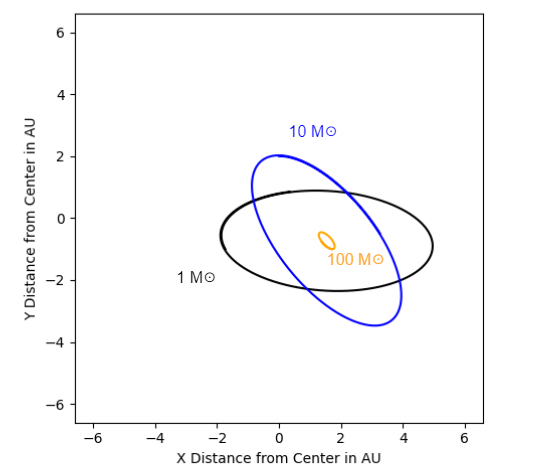 6
4
2
0
−2
−4
−6
Y Distance from Center in AU
10 M☉
100 M☉
1 M☉
−6 −4 −2 0 2 4 6
X Distance from Center in AU